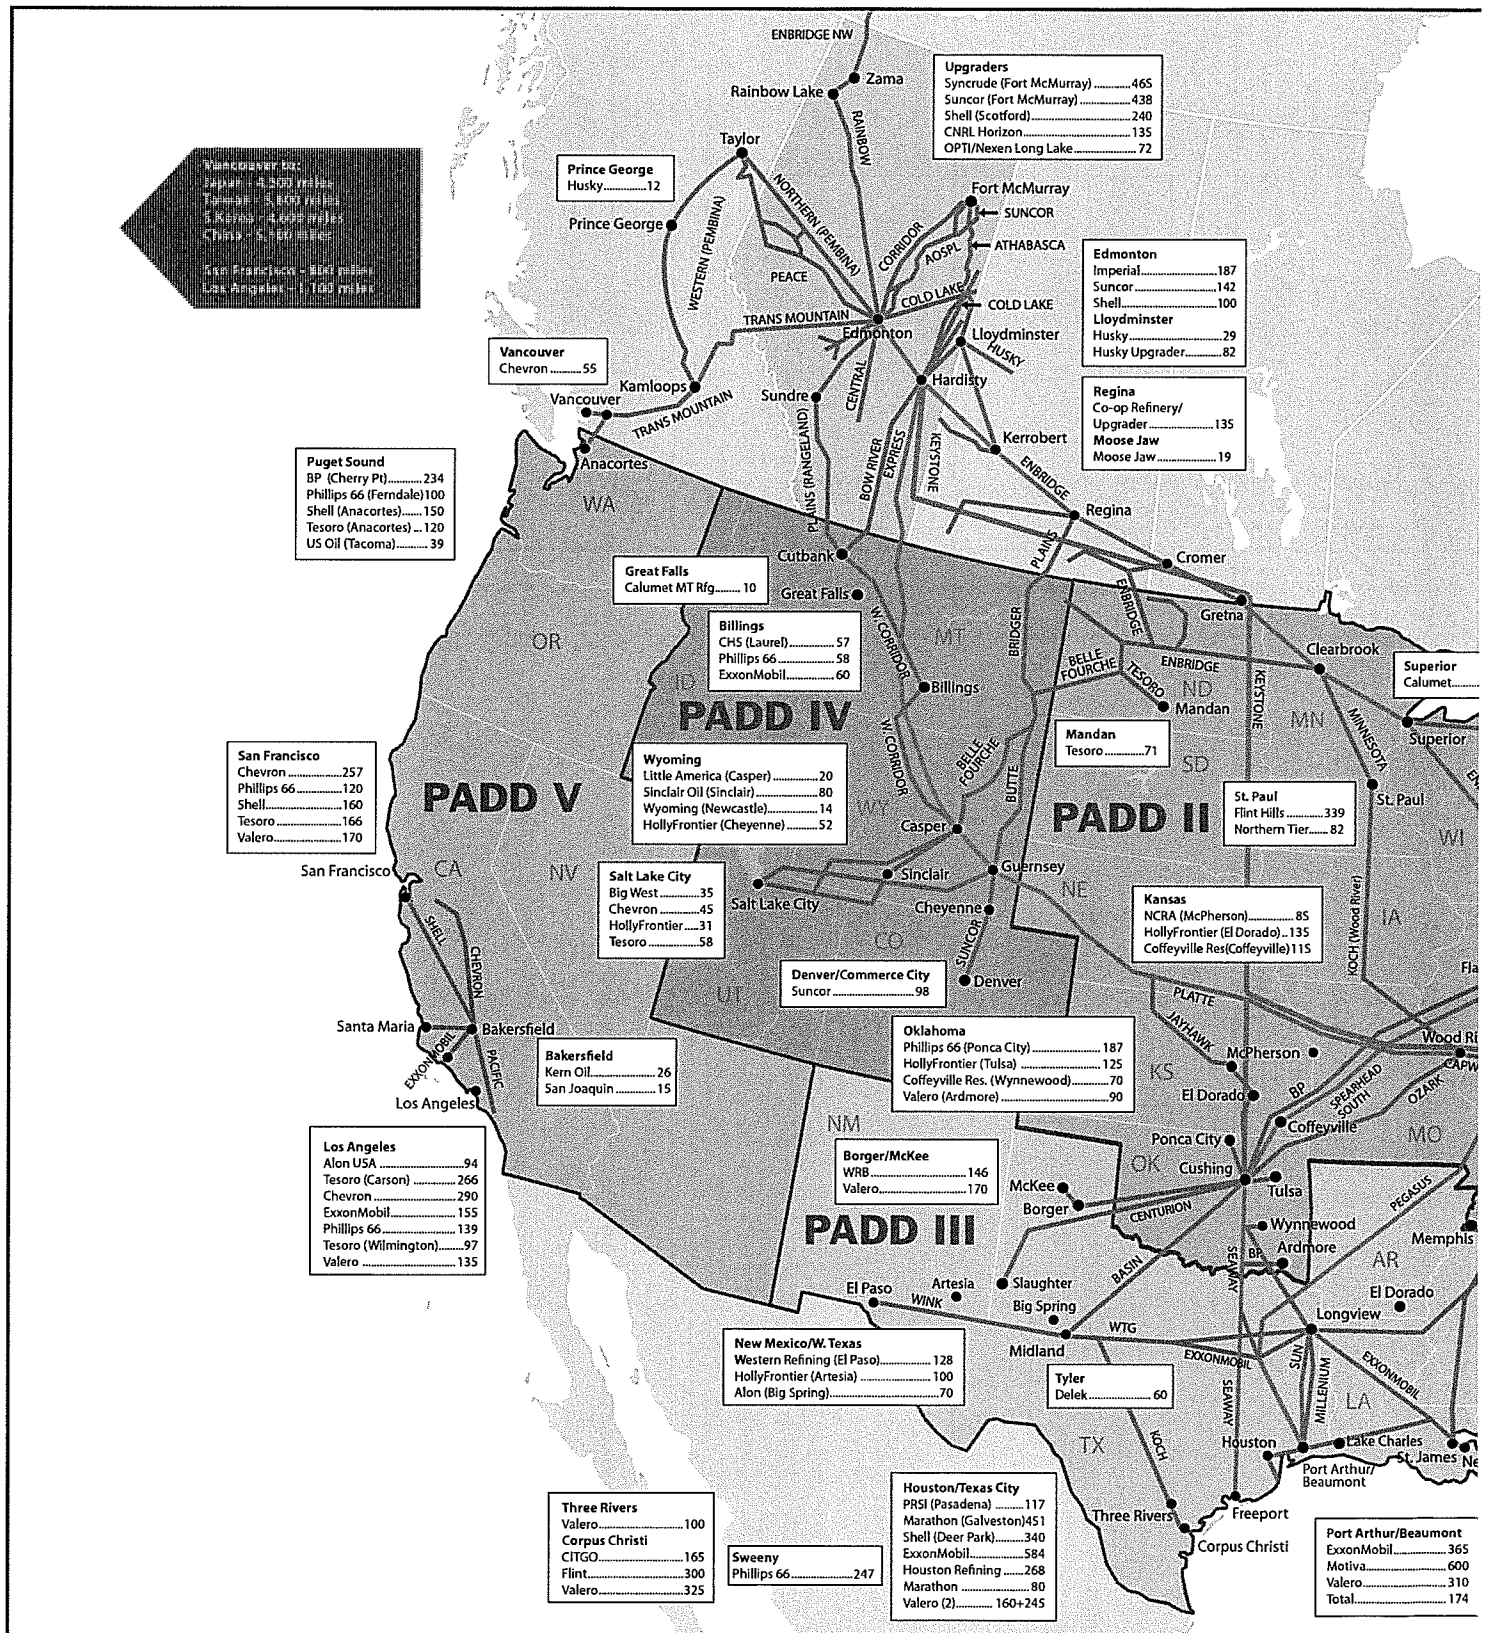 ENBRIDGE NW
Zama
Rainbow Lake
RAINBOW
Upgraders
Syncrude (Fort McMurray) ............46S
Suncor (Fort McMurray) ................438
Shell (Scotford)................................240
CNRL Horizon..................................135
OPTI/Nexen Long Lake.................... 72
Taylor
Prince George
Husky.............12
Prince George
NORTHERN (PEMBINA)
WESTERN (PEMBINA)
PEACE
Fort McMurray
SUNCOR
CORRIDOR
AOSPL
ATHABASCA
COLD LAKE
COLD LAKE
Vancouver to:
Japan - 4,300 miles
San Francisco - 800 miles
Los Angeles - 1,100 miles
Edmonton
Imperial.......................187
Suncor........................142
Shell............................100
Lloydminster
Husky...........................29
Husky Upgrader..........82
TRANS MOUNTAIN
Edmonton
Lloydminster
HUSKY
Vancouver
Chevron ..........55
Kamloops
Vancouver
TRANS MOUNTAIN
Sundre
CENTRAL
Hardisty
Regina
Co-op Refinery/
Upgrader...................135
Moose Jaw
Moose Jaw..................19
Kerrobert
Anacortes
PLAINS (RANGELAND)
BOW RIVER
EXPRESS
KEYSTONE
ENBRIDGE
Puget Sound
BP (Cherry Pt)............234
Phillips 66 (Ferndale)100
Shell (Anacortes).......150
Tesoro (Anacortes) ...120
US Oil (Tacoma)........... 39
WA
Regina
PLAINS
Cromer
Cutbank
Great Falls
Calumet MT Rfg......... 10
Great Falls
ENBRIDGE
Gretna
Billings
CHS (Laurel)............... 57
Phillips 66 .................. 58
ExxonMobil................. 60
W. CORRIDOR
MT
BRIDGER
OR
ID
Clearbrook
BELLE
FOURCHE
ENBRIDGE
TESORO
ND
Mandan
KEYSTONE
Superior
Calumet.........
MN
MINNESOTA
Superior
Billings
PADD IV
Mandan
Tesoro ............71
SD
San Francisco
Chevron .................257
Phillips 66...............120
Shell.......................160
Tesoro ...................166
Valero....................170
PADD V
Wyoming
Little America (Casper) ..............20
Sinclair Oil (Sinclair)..................80
Wyoming (Newcastle)................14
HollyFrontier (Cheyenne) ..........52
W. CORRIDOR
WY
BELLE
FOURCHE
BUTTE
PADD II
St. Paul
Flint Hills ..............339
Northern Tier....... 82
St. Paul
WI
Casper
San Francisco
CA
NV
Salt Lake City
Big West ..............35
Chevron ..............45
HollyFrontier .......31
Tesoro .................58
Salt Lake City
Sinclair
Guernsey
Cheyenne
NE
Kansas
NCRA (McPherson)................ 8S
HollyFrontier (El Dorado)..13S
Coffeyville Res(Coffeyville)11S
KOCH (Wood River)
IA
SHELL
CHEVRON
CO
SUNCOR
Denver/Commerce City
Suncor .........................98
Denver
UT
Fla
Santa Maria
Bakersfield
EXXONMOBIL
PACIFIC
Los Angeles
Bakersfield
Kern Oil...................26
San Joaquin ............15
PLATTE
JAYHAWK
McPherson
Wood Ri
CAPW
Oklahoma
Phillips 66 (Ponca City) ...................187
HollyFrontier (Tulsa) .......................125
Coffeyville Res. (Wynnewood)..........70
Valero (Ardmore) ..............................90
KS
El Dorado
BP
SPEARHEAD
SOUTH
OZARK
Coffeyville
MO
Los Angeles
Alon USA .....................94
Tesoro (Carson) ..........266
Chevron .....................290
ExxonMobil................155
Phillips 66..................139
Tesoro (Wilmington)........97
Valero .......................135
NM
Borger/McKee
WRB ........................146
Valero......................170
McKee
Borger
PADD III
OK
Ponca City
Cushing
Tulsa
CENTURION
PEGASUS
Wynnewood
Memphis
Ardmore
BP
SEAWAY
AR
BASIN
El Paso
WINK
Artesia
Slaughter
Big Spring
Midland
WTG
El Dorado
Longview
New Mexico/W. Texas
Western Refining (El Paso)................128
HollyFrontier (Artesia) ....................100
Alon (Big Spring)................................70
EXXONMOBIL
SUN
EXXONMOBIL
MILLENIUM
Tyler
Delek.....................60
SEAWAY
LA
TX
KOCH
Houston
Lake Charles
St. James
Ne
Port Arthur/
Beaumont
Three Rivers
Freeport
Corpus Christi
Three Rivers
Valero........................100
Corpus Christi
CITGO.......................165
Flint...........................300
Valero.......................325
Sweeny
Phillips 66....................247
Houston/Texas City
PRSI (Pasadena) .........117
Marathon (Galveston)451
Shell (Deer Park)..........340
ExxonMobil..................584
Houston Refining ........268
Marathon ......................80
Valero (2).............. 160+245
Port Arthur/Beaumont
ExxonMobil................ 365
Motiva....................... 600
Valero ....................... 310
Total.......................... 174